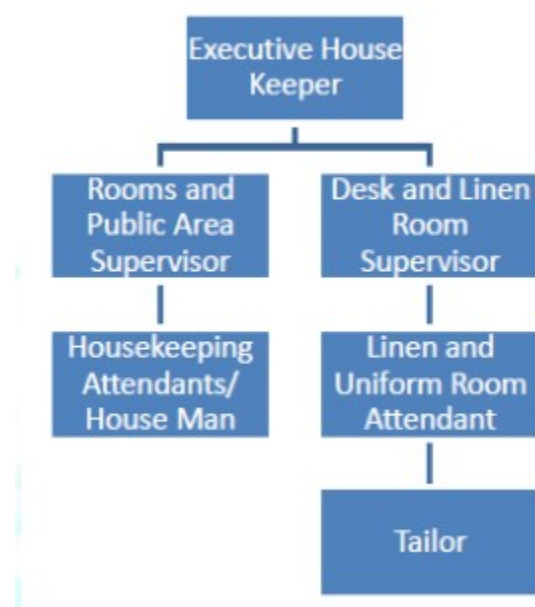 Executive House
Keeper
Rooms and
Public Area
Supervisor
Desk and Linen
Room
Supervisor
Housekeeping
Attendants/
House Man
Linen and
Uniform Room
Attendant
Tailor